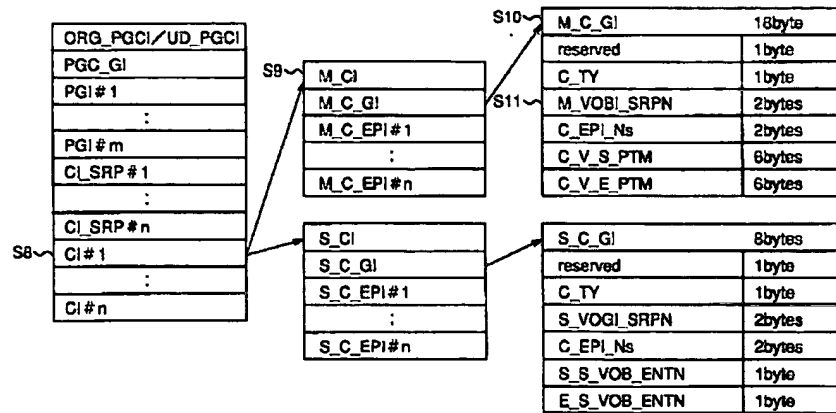 ORG_PGCI/UD_PGCI
PGC_GI
PGI#1
:
PGI#m
CI_SRP#1
:
CI_SRP#n
S8 CI#1
:
CI#n
S9 M_CI
M_C_GI
M_C_EPI#1
:
M_C_EPI#n
S_CI
S_C_GI
S_C_EPI#1
:
S_C_EPI#n
S10 M_C_GI 18byte
reserved 1byte
C_TY 1byte
S11 M_VOBI_SRPN 2bytes
C_EPI_Ns 2bytes
C_V_S_PTM 6bytes
C_V_E_PTM 6bytes
S_C_GI 8bytes
reserved 1byte
C_TY 1byte
S_VOGI_SRPN 2bytes
C_EPI_Ns 2bytes
S_S_VOB_ENTN 1byte
E_S_VOB_ENTN 1byte